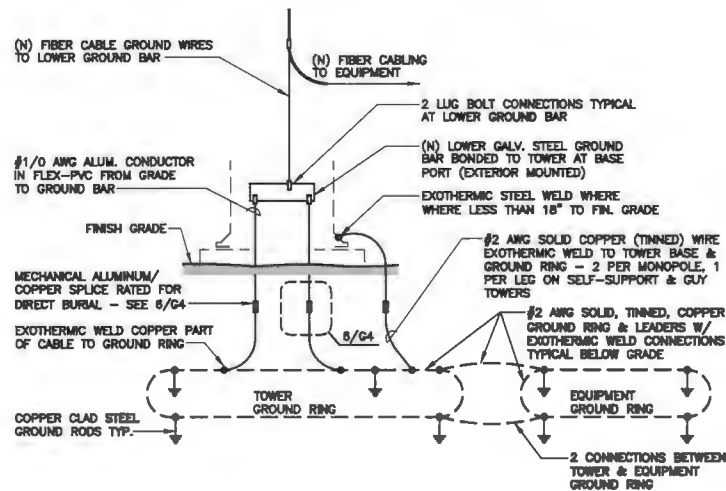 (N) FIBER CABLE GROUND WIRES
TO LOWER GROUND BAR
(N) FIBER CABLING
TO EQUIPMENT
2 LUG BOLT CONNECTIONS TYPICAL
AT LOWER GROUND BAR
#1/0 AWG ALUM. CONDUCTOR
IN FLEX-PVC FROM GRADE
TO GROUND BAR
(N) LOWER GALV. STEEL GROUND
BAR BONDED TO TOWER AT BASE
PORT (EXTERIOR MOUNTED)
EXOTHERMIC STEEL WELD WHERE
WHERE LESS THAN 18" TO FIN. GRADE
FINISH GRADE
#2 AWG SOLID COPPER (TINNED) WIRE
EXOTHERMIC WELD TO TOWER BASE &
GROUND RING - 2 PER MONOPOLE, 1
PER LEG ON SELF-SUPPORT & GUY
TOWERS
MECHANICAL ALUMINUM/
COPPER SPLICE RATED FOR
DIRECT BURIAL - SEE 6/G4
6/G4
#2 AWG SOLID, TINNED, COPPER
GROUND RING & LEADERS W/
EXOTHERMIC WELD CONNECTIONS
TYPICAL BELOW GRADE
EXOTHERMIC WELD COPPER PART
OF CABLE TO GROUND RING
TOWER
GROUND RING
EQUIPMENT
GROUND RING
COPPER CLAD STEEL
GROUND RODS TYP.
2 CONNECTIONS BETWEEN
TOWER & EQUIPMENT
GROUND RING